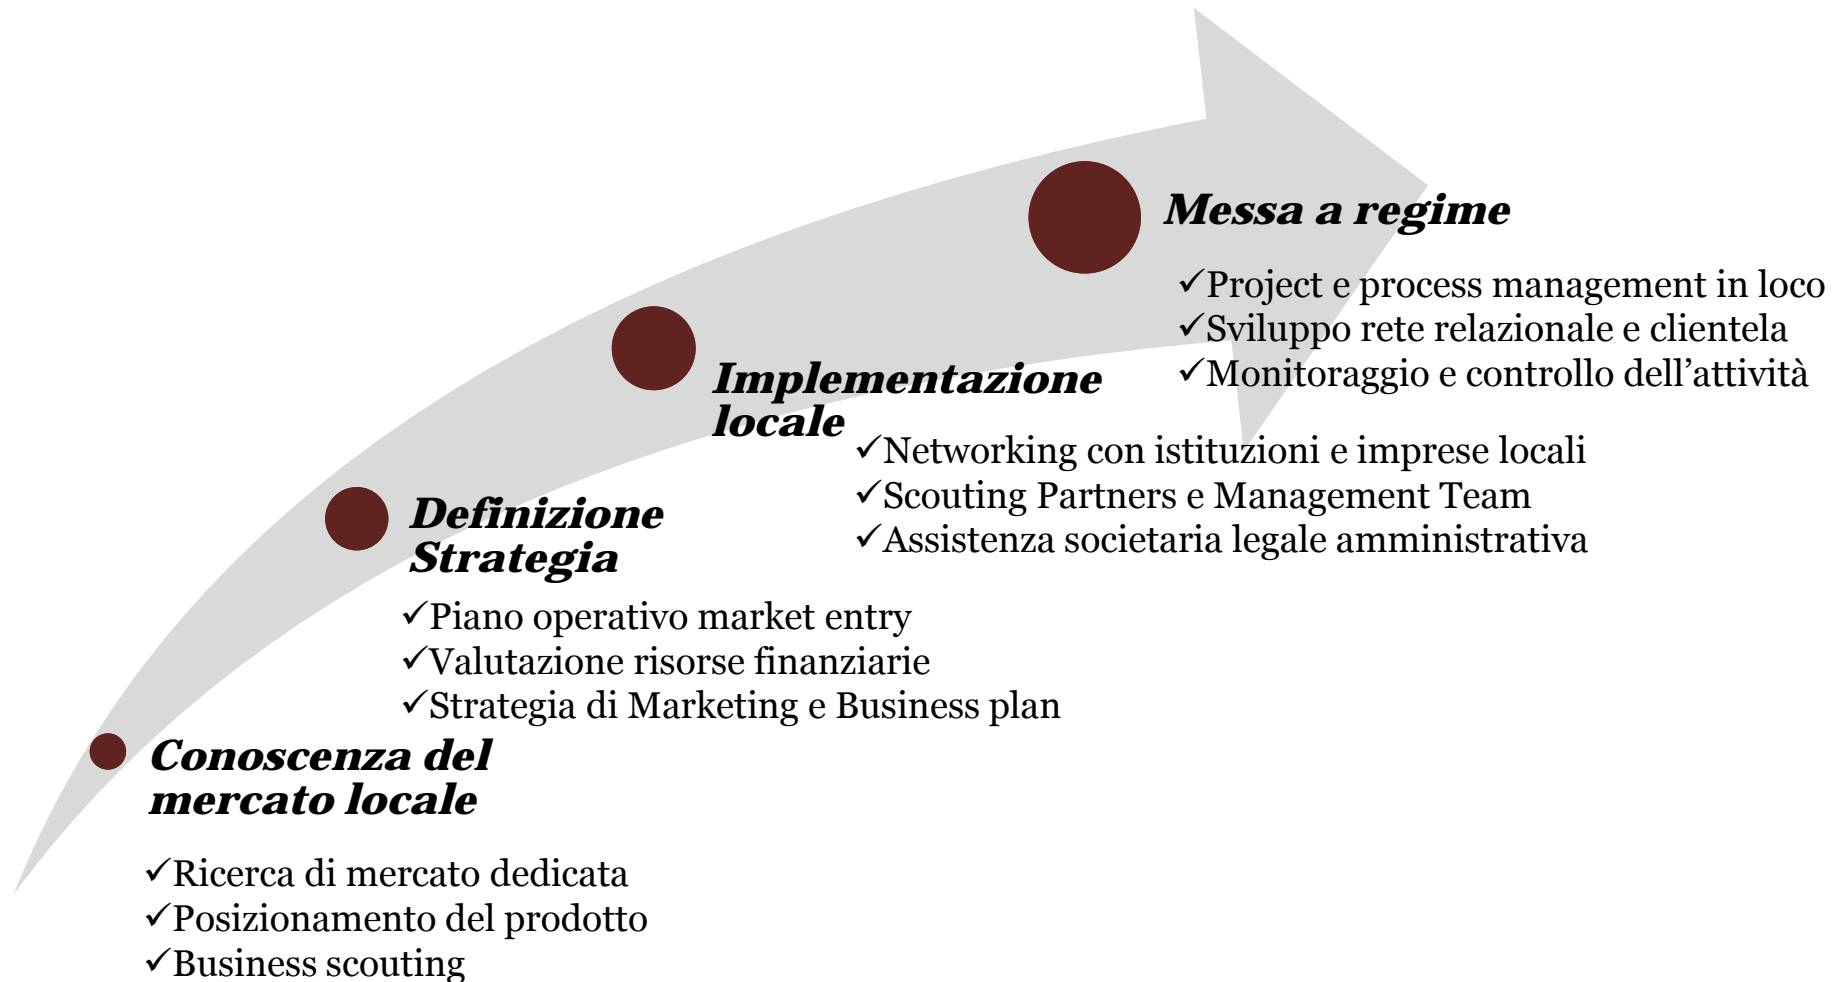 Messa a regime
✓Project e process management in loco
✓Sviluppo rete relazionale e clientela
✓Monitoraggio e controllo dell’attività
Implementazione
locale
✓Networking con istituzioni e imprese locali
✓Scouting Partners e Management Team
✓Assistenza societaria legale amministrativa
Definizione
Strategia
✓Piano operativo market entry
✓Valutazione risorse finanziarie
✓Strategia di Marketing e Business plan
Conoscenza del
mercato locale
✓Ricerca di mercato dedicata
✓Posizionamento del prodotto
✓Business scouting